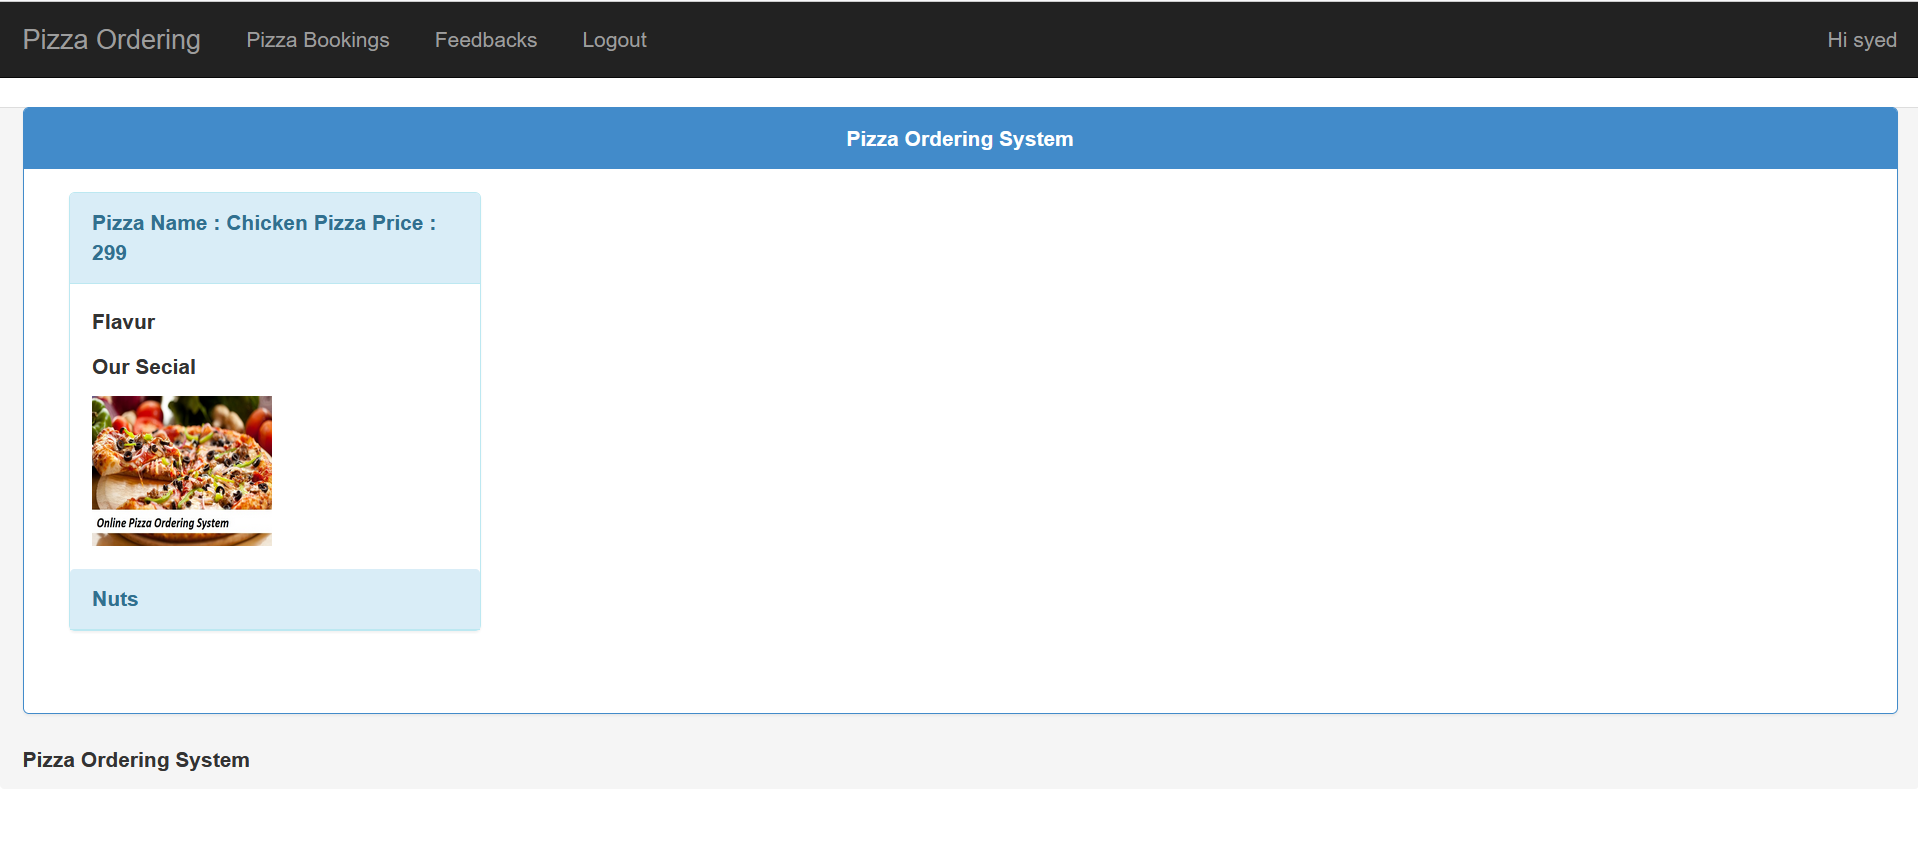 Pizza Ordering Pizza Bookings Feedbacks Logout Hi syed
Pizza Ordering System
Pizza Name : Chicken Pizza Price :
299
Flavur
Our Secial
Online Pizza Ordering System
Nuts
Pizza Ordering System